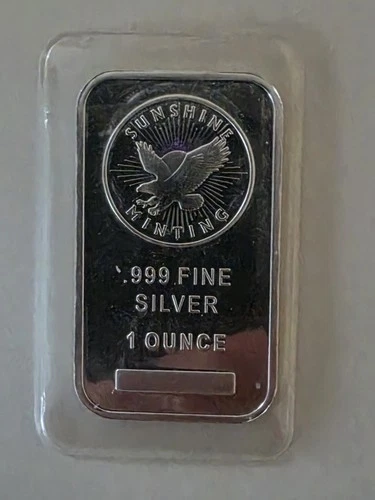 SUNSHINE
MINTING
.999 FINE
SILVER
1 OUNCE